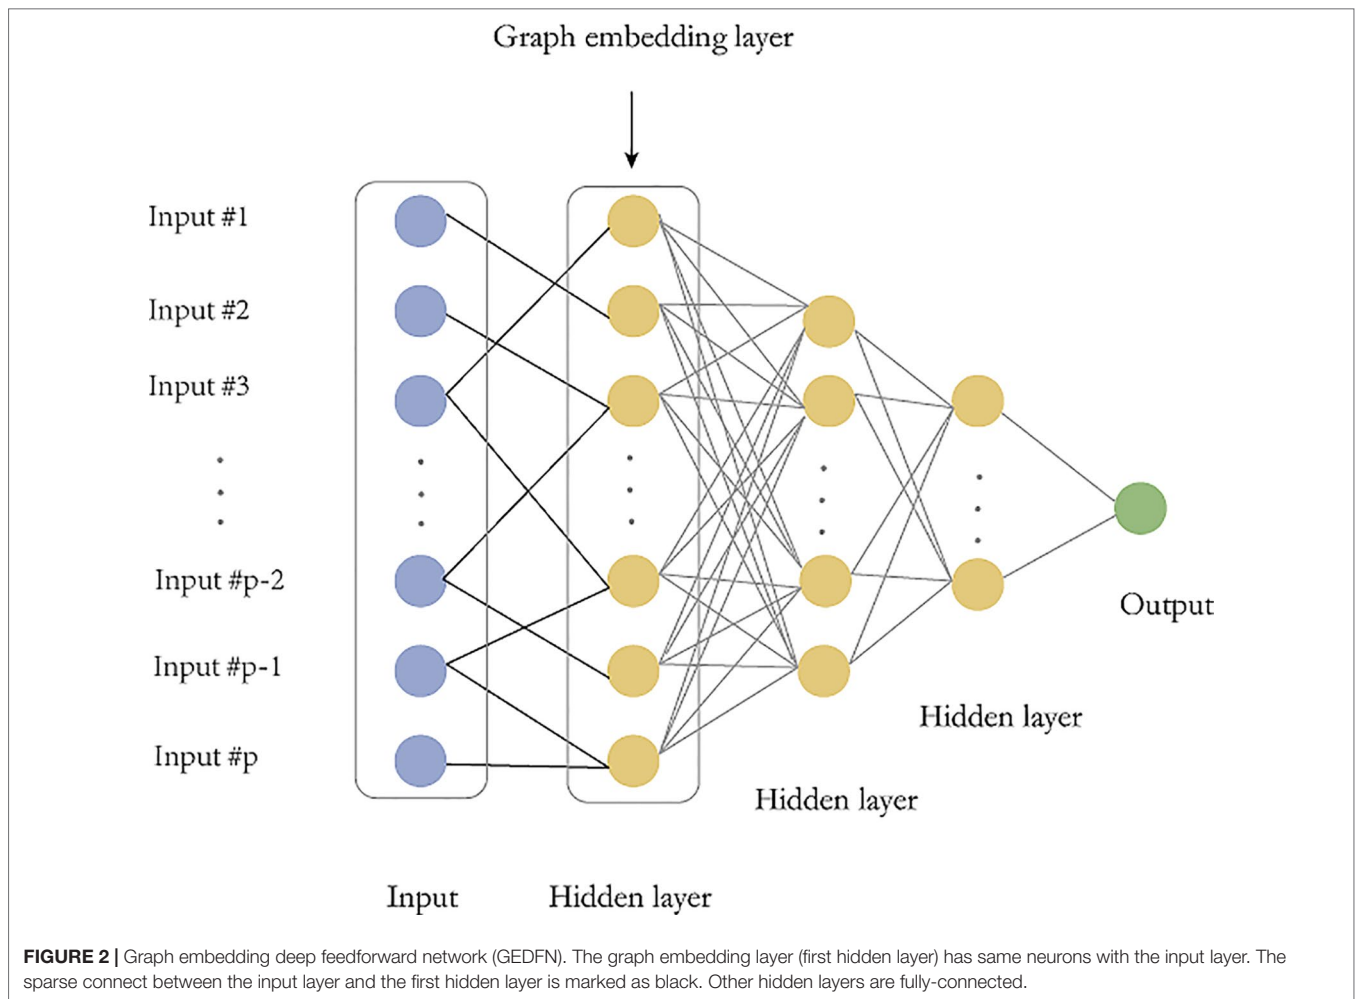 Graph embedding layer
Input #1
Input #2
Input #3
Input #p-2
Input #p-1
Input #p
Output
Hidden layer
Hidden layer
Input
Hidden layer
FIGURE 2 | Graph embedding deep feedforward network (GEDFN). The graph embedding layer (first hidden layer) has same neurons with the input layer. The
sparse connect between the input layer and the first hidden layer is marked as black. Other hidden layers are fully-connected.